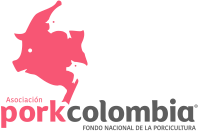 Asociación
porkcolombia®
FONDO NACIONAL DE LA PORCICULTURA